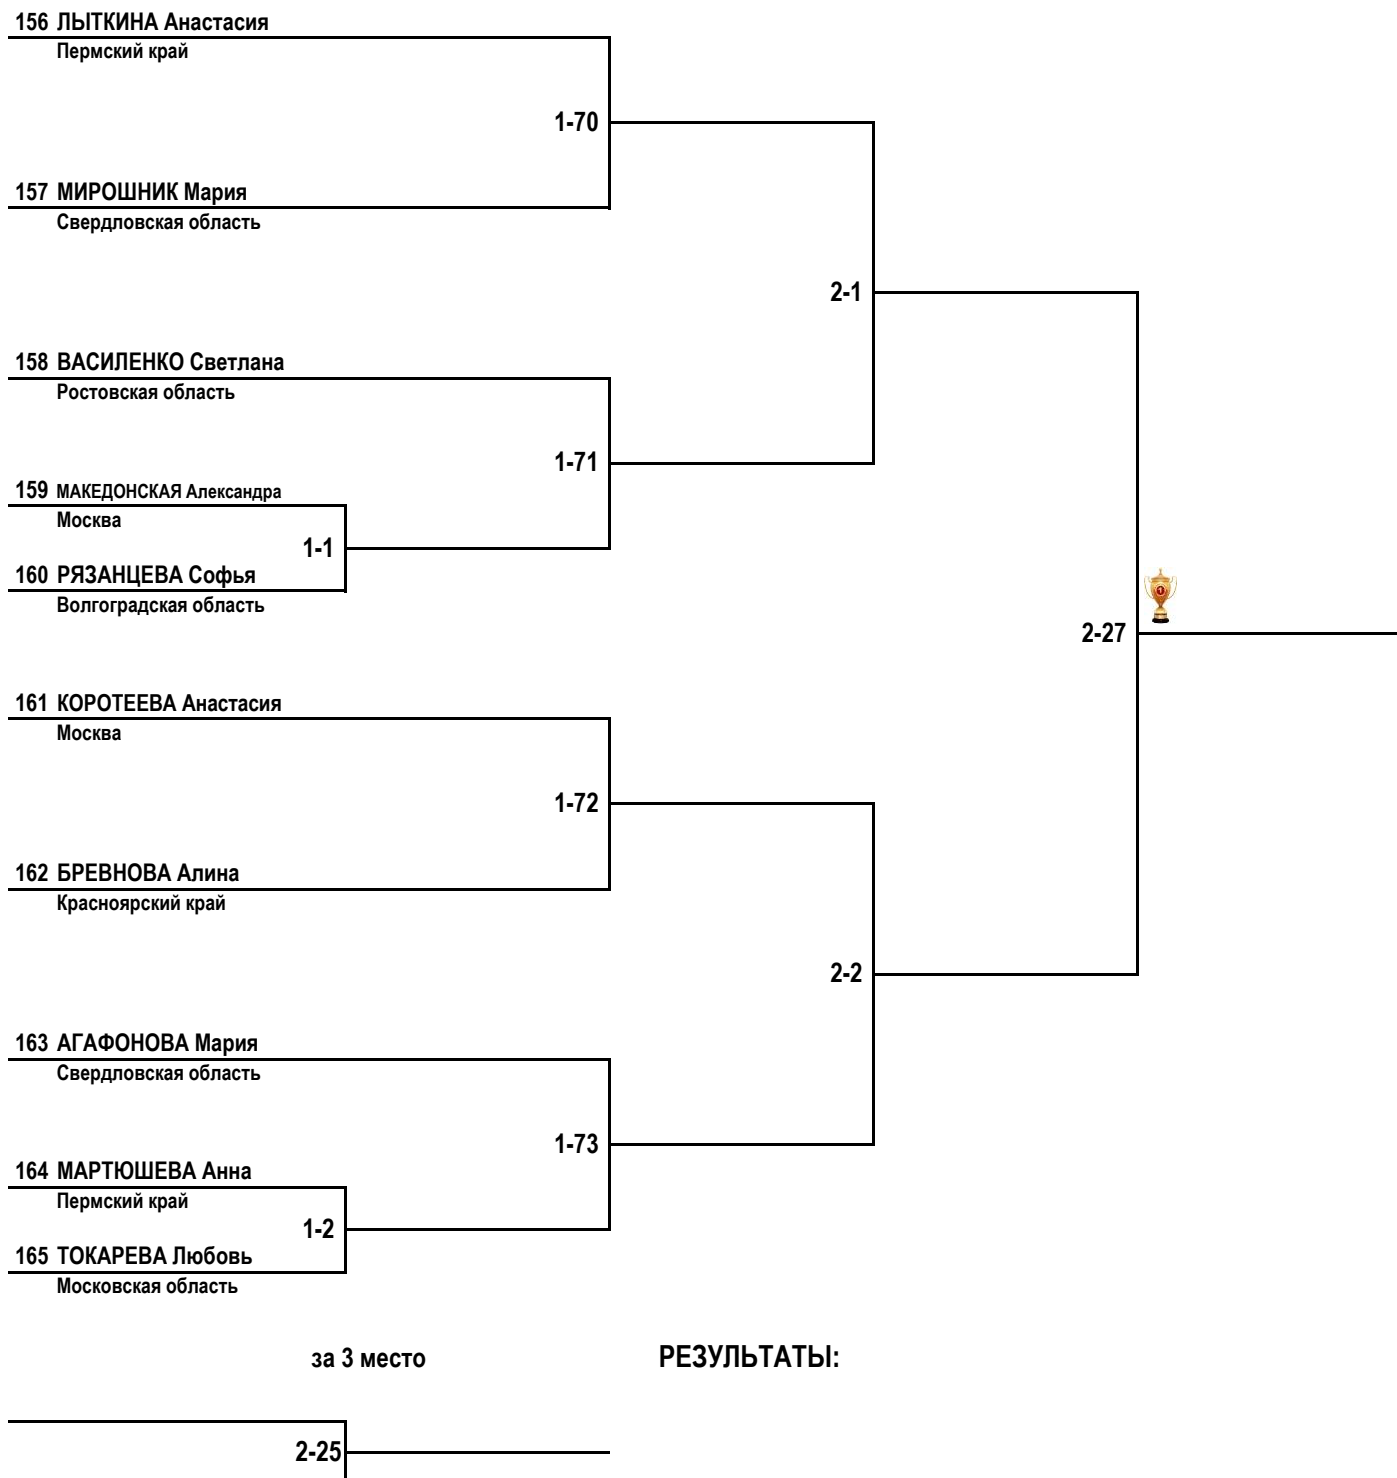 156 ЛЫТКИНА Анастасия
Пермский край
1-70
157 МИРОШНИК Мария
Свердловская область
2-1
158 ВАСИЛЕНКО Светлана
Ростовская область
1-71
159 МАКЕДОНСКАЯ Александра
Москва
1-1
160 РЯЗАНЦЕВА Софья
Волгоградская область
2-27
161 КОРОТЕЕВА Анастасия
Москва
1-72
162 БРЕВНОВА Алина
Красноярский край
2-2
163 АГАФОНОВА Мария
Свердловская область
1-73
164 МАРТЮШЕВА Анна
Пермский край
1-2
165 ТОКАРЕВА Любовь
Московская область
за 3 место РЕЗУЛЬТАТЫ:
2-25